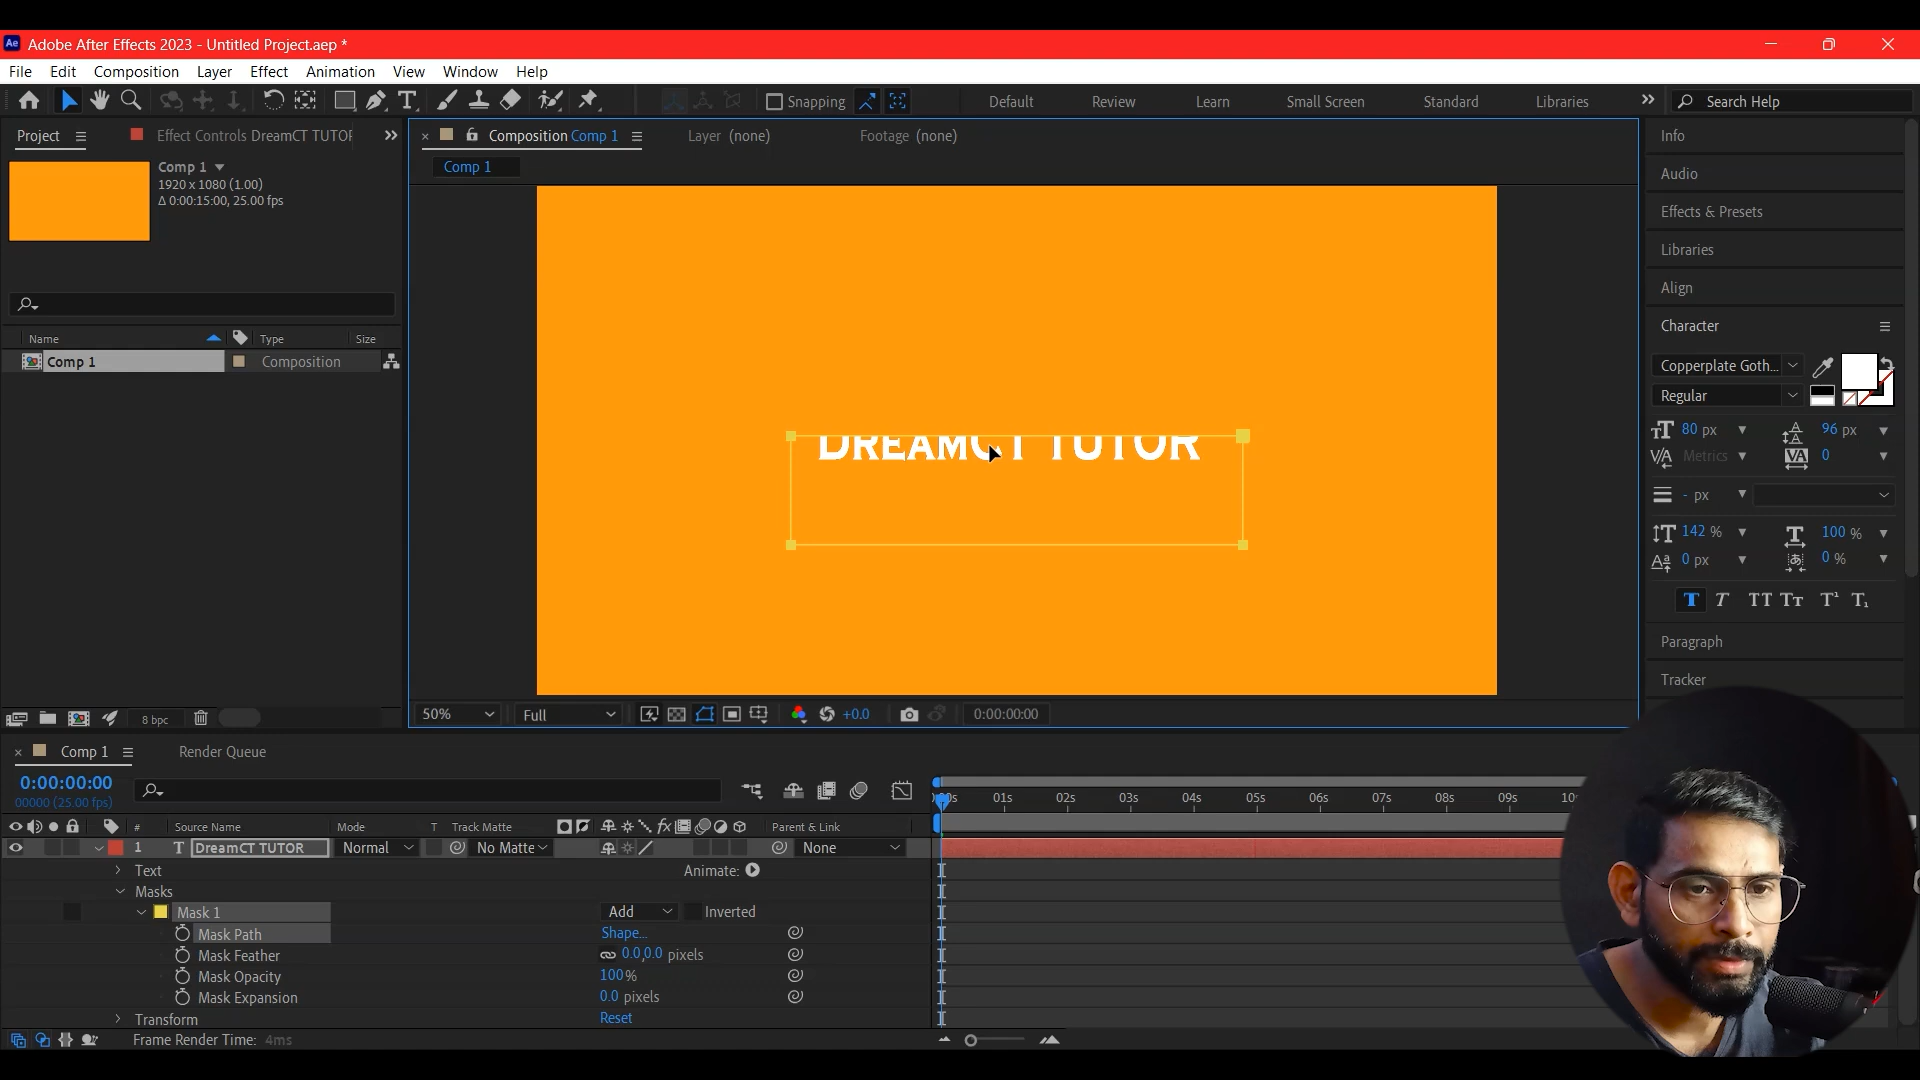 Ae Adobe After Effects 2023 - Untitled Project.aep *
File Edit Composition Layer Effect Animation View Window Help
Snapping Default Review Learn Small Screen Standard Libraries Search Help
Project Effect Controls DreamCT TUTOR
Comp 1
1920 x 1080 (1.00)
Δ 0:00:15:00, 25.00 fps
Name Type Size
Comp 1 Composition
8 bpc
Composition Comp 1 Layer (none) Footage (none)
Comp 1
DREAMCT TUTOR
50% Full +0.0 0:00:00:00
Info
Audio
Effects & Presets
Libraries
Align
Character
Copperplate Goth...
Regular
80 px 96 px
Metrics 0
- px
142 % 100 %
0 px 0 %
Paragraph
Tracker
Comp 1 Render Queue
0:00:00:00
00000 (25.00 fps)
# Source Name Mode T Track Matte Parent & Link
1 T DreamCT TUTOR Normal No Matte None
Text Animate:
Masks
Mask 1 Add Inverted
Mask Path Shape...
Mask Feather 0.0,0.0 pixels
Mask Opacity 100%
Mask Expansion 0.0 pixels
Transform Reset
Frame Render Time: 4ms
01s 02s 03s 04s 05s 06s 07s 08s 09s